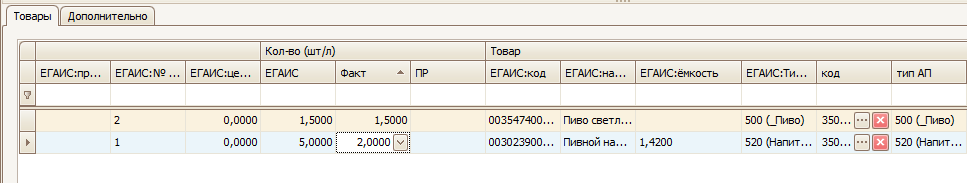 Товары Дополнительно
Кол-во (шт/л) Товар
ЕГАИС:пр... ЕГАИС:№ ... ЕГАИС:це... ЕГАИС Факт ПР ЕГАИС:код ЕГАИС:на... ЕГАИС:ёмкость ЕГАИС:Ти... код тип АП
2 0,0000 1,5000 1,5000 003547400... Пиво светл... 500 (_Пиво) 350... ... 500 (_Пиво)
1 0,0000 5,0000 2,0000 003023900... Пивной на... 1,4200 520 (Напит... 350... ... 520 (Напит...